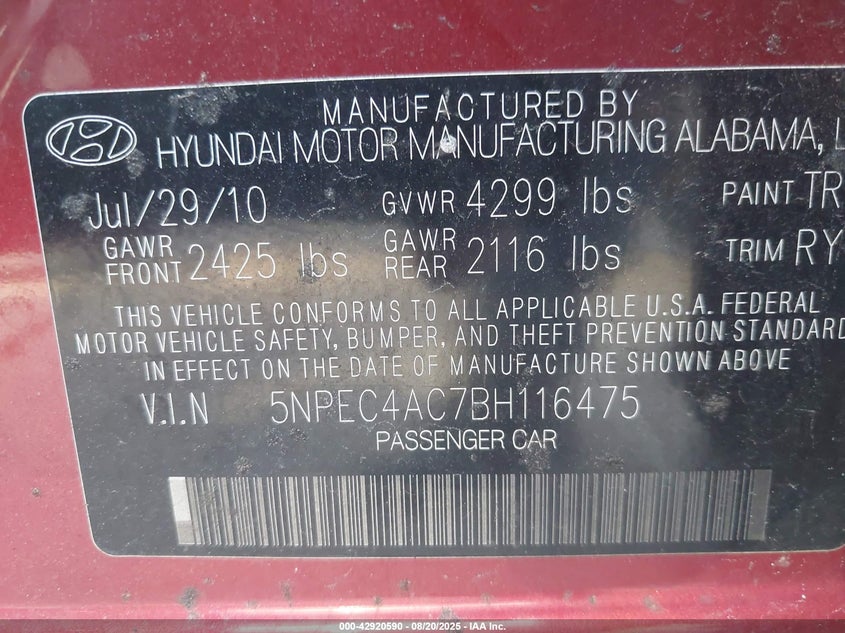 MANUFACTURED BY
HYUNDAI MOTOR MANUFACTURING ALABAMA,
Jul/29/10 GVWR 4299 lbs PAINT TR
GAWR FRONT 2425 lbs GAWR REAR 2116 lbs TRIM RY
THIS VEHICLE CONFORMS TO ALL APPLICABLE U.S.A. FEDERAL
MOTOR VEHICLE SAFETY, BUMPER, AND THEFT PREVENTION STANDARD
IN EFFECT ON THE DATE OF MANUFACTURE SHOWN ABOVE
V.I.N 5NPEC4AC7BH116475
PASSENGER CAR
000-42920590 - 08/20/2025 - IAA Inc.